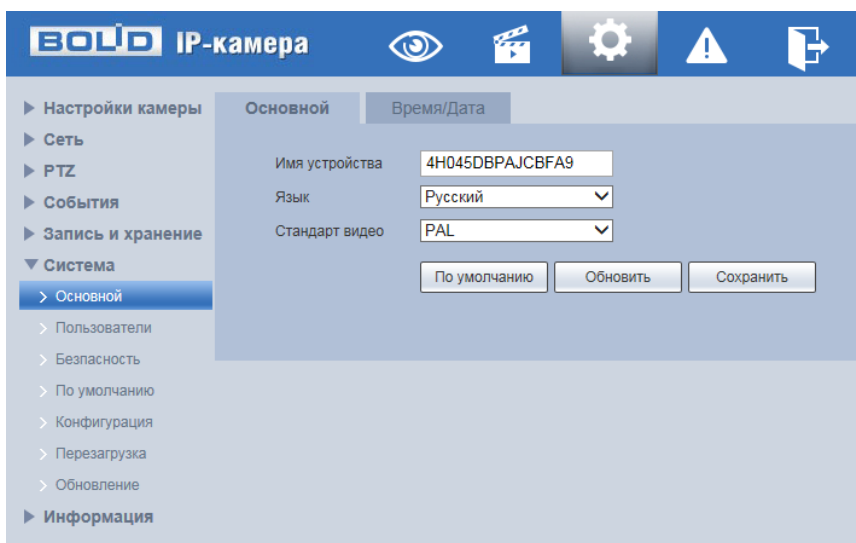 BOLID IP-камера
Настройки камеры
Сеть
PTZ
События
Запись и хранение
Система
Основной
Пользователи
Безпасность
По умолчанию
Конфигурация
Перезагрузка
Обновление
Информация
Основной Время/Дата
Имя устройства 4H045DBPAJCBFA9
Язык Русский
Стандарт видео PAL
По умолчанию Обновить Сохранить